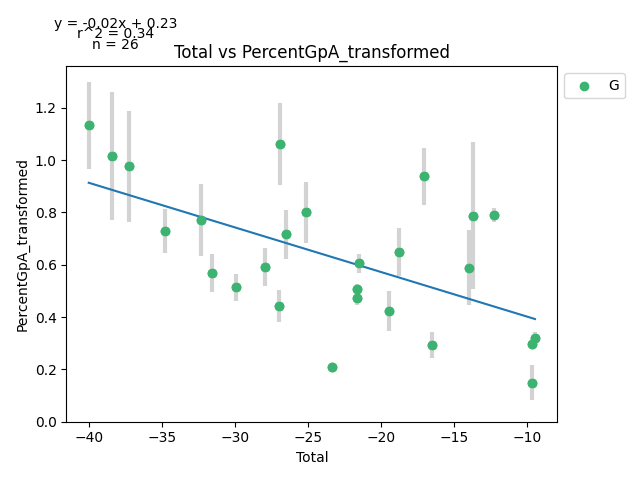 y = -0.02x + 0.23
r^2 = 0.34
n = 26
Total vs PercentGpA_transformed
G
PercentGpA_transformed
1.2
1.0
0.8
0.6
0.4
0.2
0.0
−40 −35 −30 −25 −20 −15 −10
Total